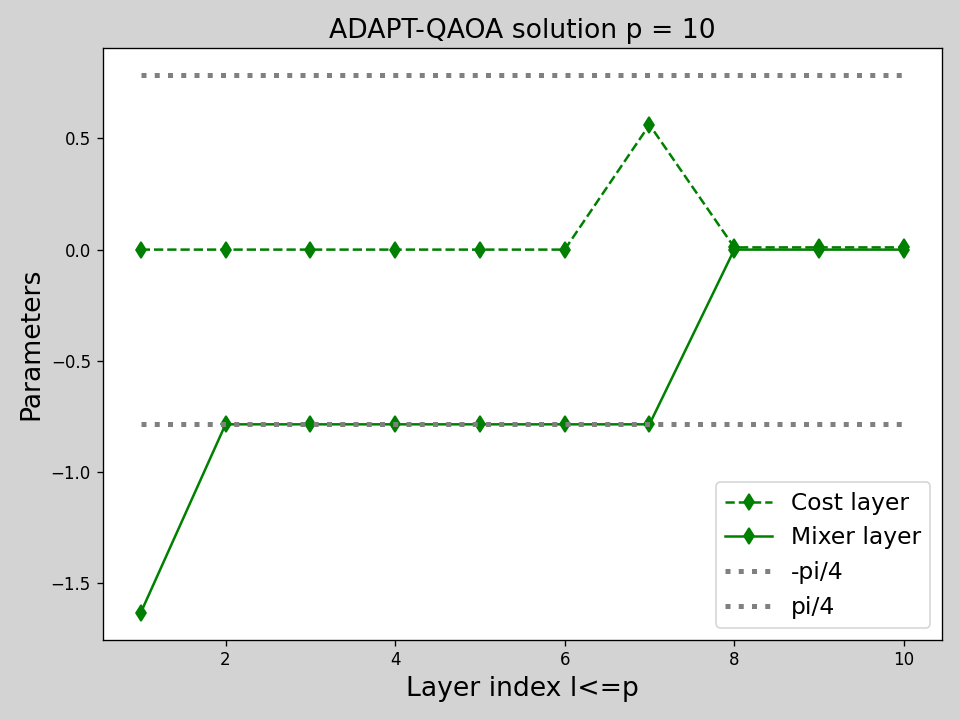 ADAPT-QAOA solution p = 10
Parameters
0.5
0.0
−0.5
−1.0
−1.5
2
4
6
8
10
Layer index l<=p
Cost layer
Mixer layer
-pi/4
pi/4